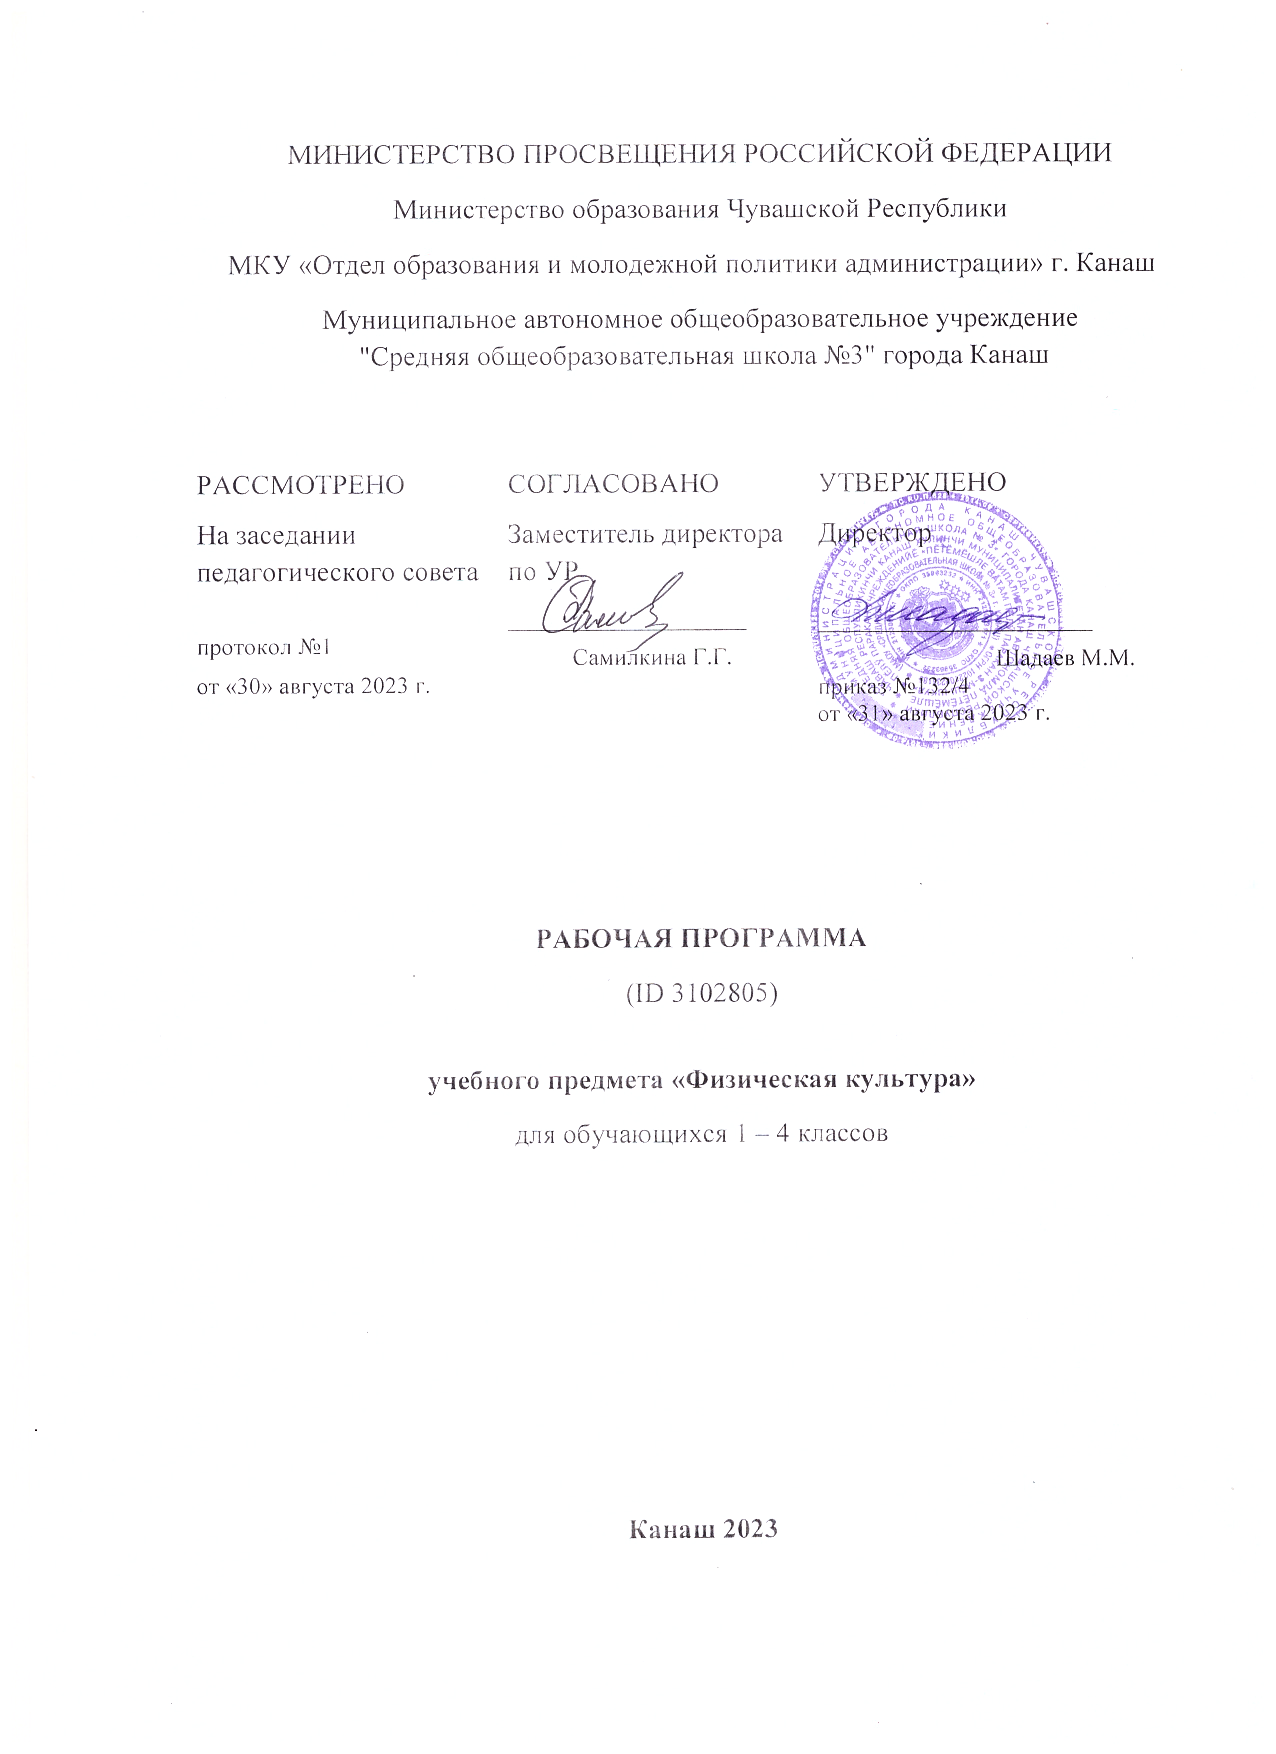 МИНИСТЕРСТВО ПРОСВЕЩЕНИЯ РОССИЙСКОЙ ФЕДЕРАЦИИ
Министерство образования Чувашской Республики
МКУ «Отдел образования и молодежной политики администрации» г. Канаш
Муниципальное автономное общеобразовательное учреждение
"Средняя общеобразовательная школа №3" города Канаш
РАССМОТРЕНО
На заседании
педагогического совета
протокол №1
от «30» августа 2023 г.
СОГЛАСОВАНО
Заместитель директора
по УР
Самилкина Г.Г.
УТВЕРЖДЕНО
Директор
Шадаев М.М.
приказ №132/4
от «31» августа 2023 г.
РАБОЧАЯ ПРОГРАММА
(ID 3102805)
учебного предмета «Физическая культура»
для обучающихся 1 – 4 классов
Канаш 2023